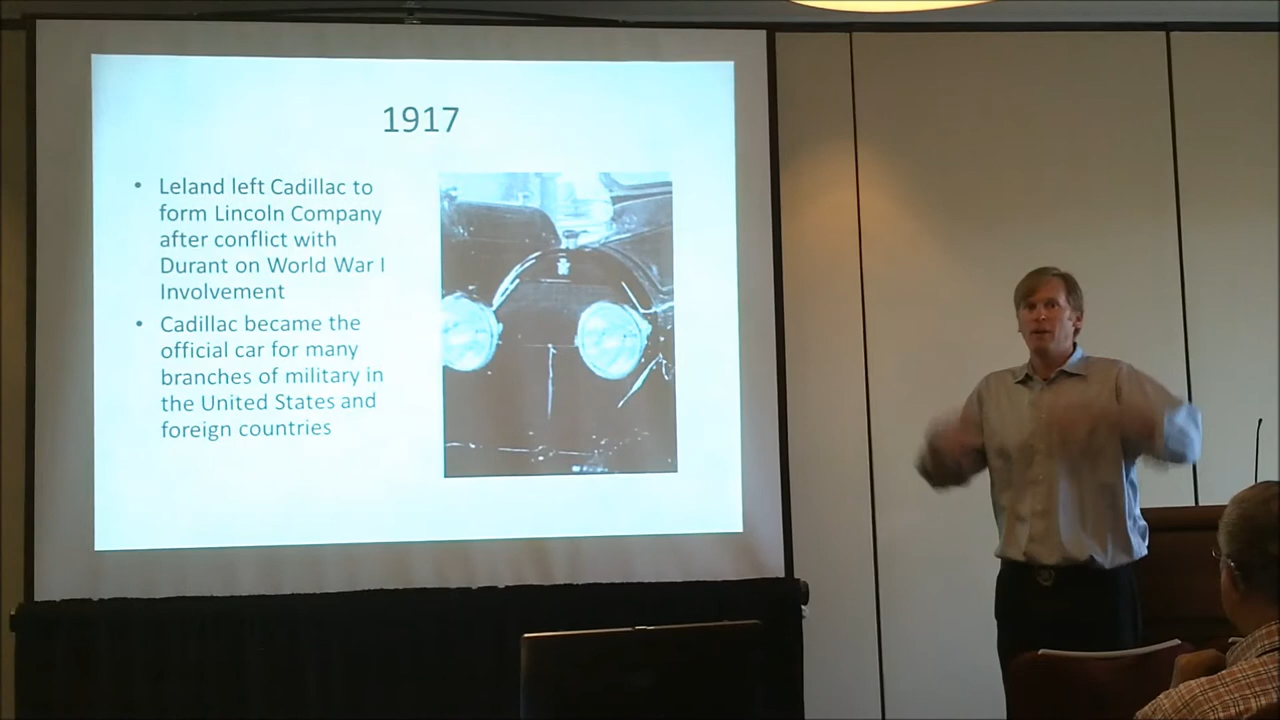 1917
• Leland left Cadillac to
form Lincoln Company
after conflict with
Durant on World War I
Involvement
• Cadillac became the
official car for many
branches of military in
the United States and
foreign countries